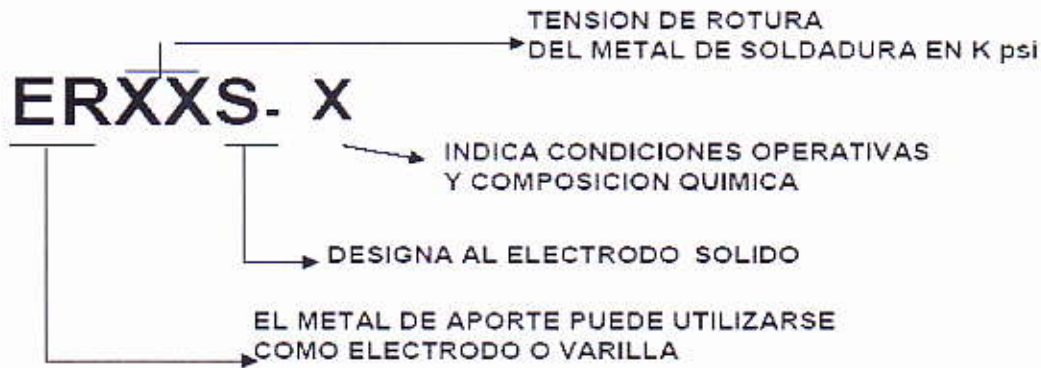 TENSION DE ROTURA
DEL METAL DE SOLDADURA EN K psi
ERXXS- X
INDICA CONDICIONES OPERATIVAS
Y COMPOSICION QUIMICA
DESIGNA AL ELECTRODO SOLIDO
EL METAL DE APORTE PUEDE UTILIZARSE
COMO ELECTRODO O VARILLA